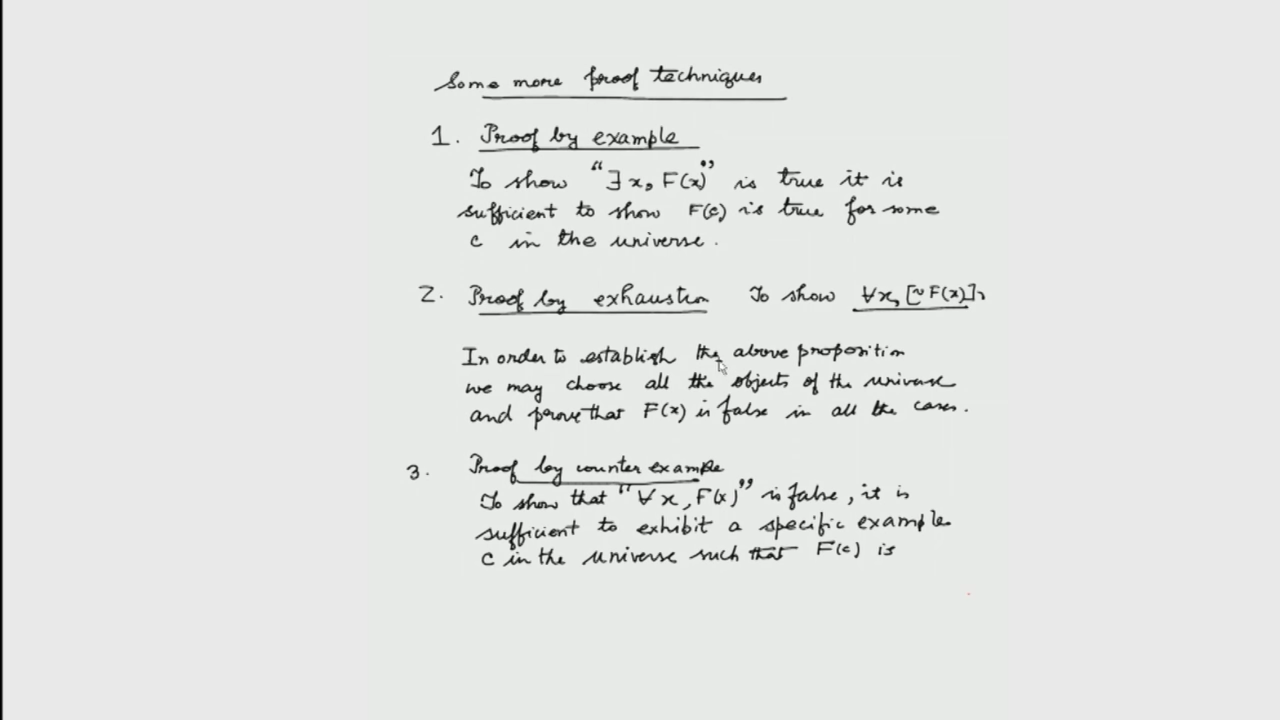 Some more proof techniques
1. Proof by example
To show "∃ x, F(x)" is true it is
sufficient to show F(c) is true for some
c in the universe.
2. Proof by exhaustion To show ∀x, [~F(x)],
In order to establish the above proposition
we may choose all the objects of the universe
and prove that F(x) is false in all the cases.
3. Proof by counter example
To show that "∀ x, F(x)" is false, it is
sufficient to exhibit a specific example
c in the universe such that F(c) is